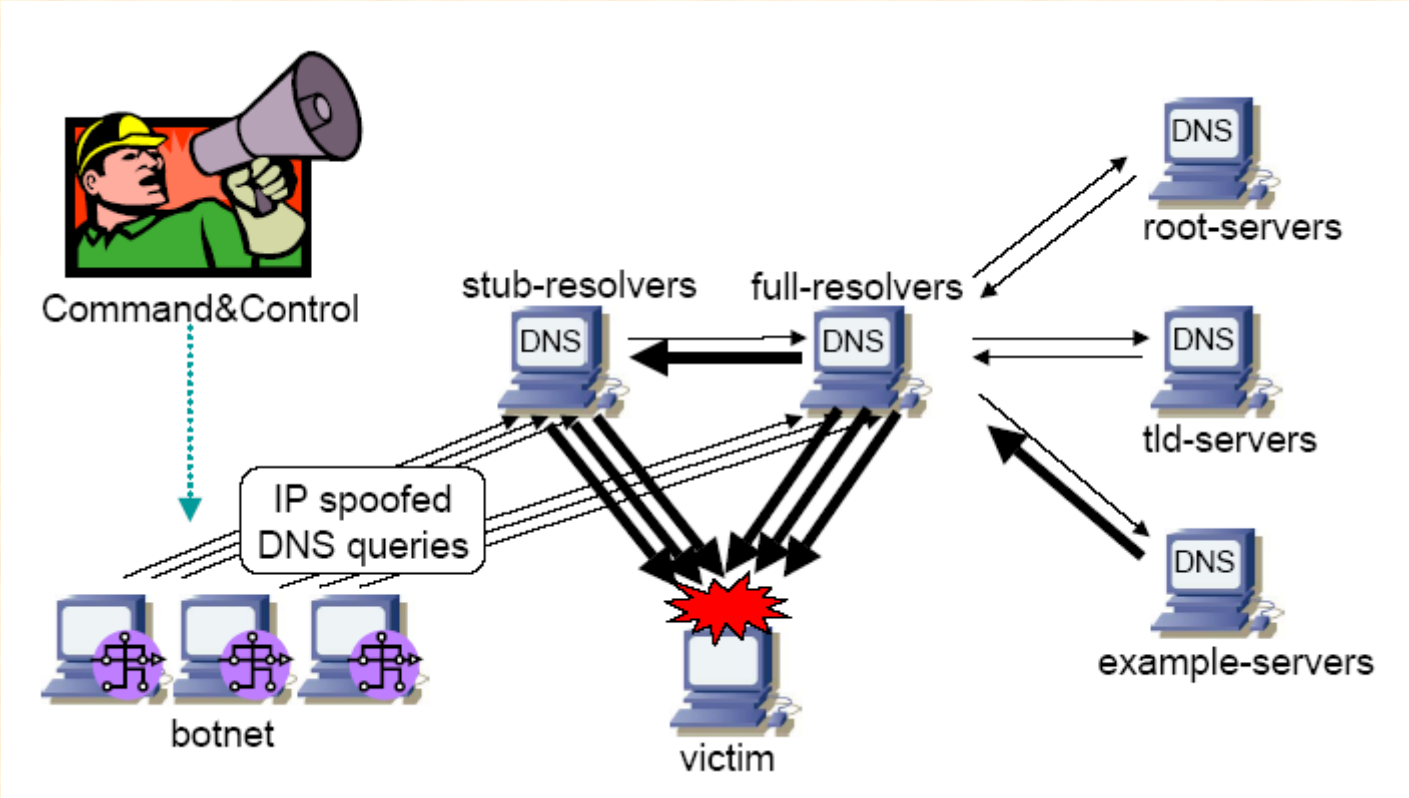 Command&Control
stub-resolvers
full-resolvers
DNS
DNS
DNS
root-servers
DNS
tld-servers
DNS
example-servers
IP spoofed
DNS queries
botnet
victim